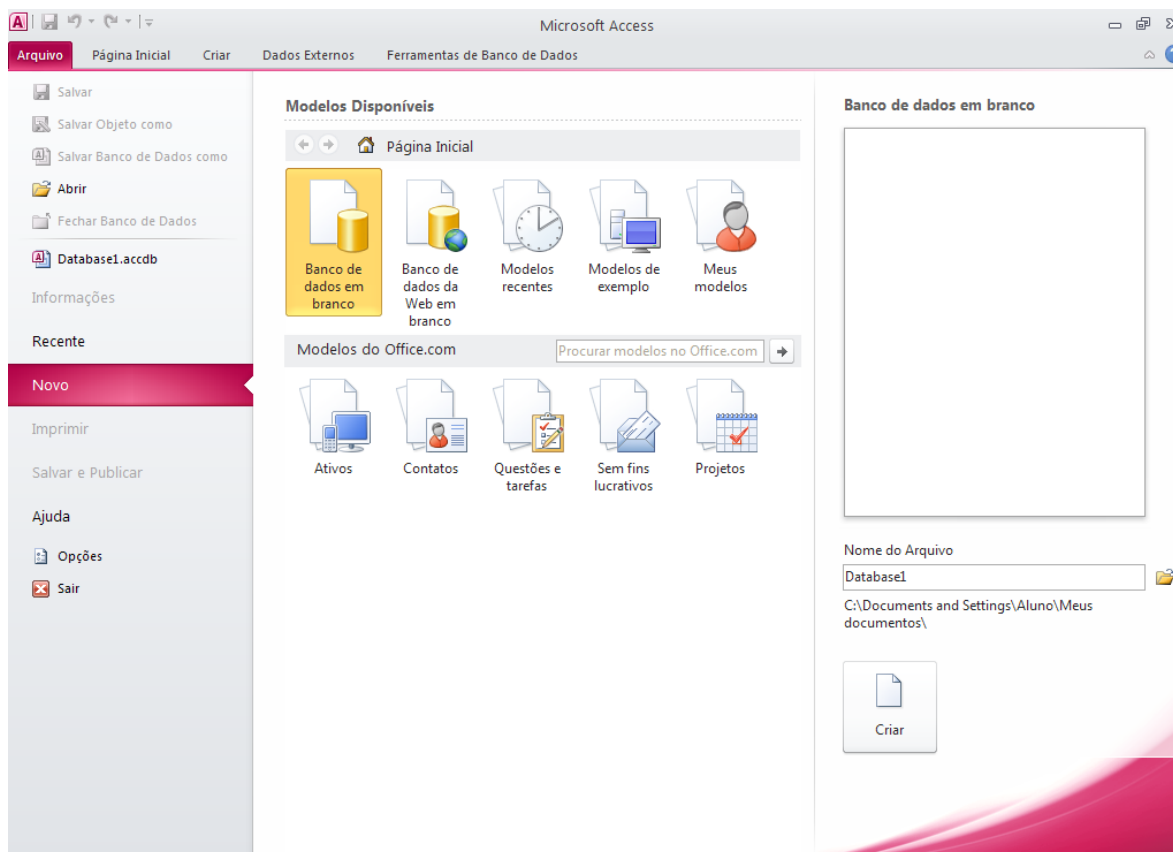 Microsoft Access
Arquivo
Página Inicial
Criar
Dados Externos
Ferramentas de Banco de Dados
Salvar
Salvar Objeto como
Salvar Banco de Dados como
Abrir
Fechar Banco de Dados
Database1.accdb
Informações
Recente
Novo
Imprimir
Salvar e Publicar
Ajuda
Opções
Sair
Modelos Disponíveis
Página Inicial
Banco de
dados em
branco
Banco de
dados da
Web em
branco
Modelos
recentes
Modelos de
exemplo
Meus
modelos
Modelos do Office.com
Procurar modelos no Office.com
Ativos
Contatos
Questões e
tarefas
Sem fins
lucrativos
Projetos
Banco de dados em branco
Nome do Arquivo
Database1
C:\Documents and Settings\Aluno\Meus
documentos\
Criar